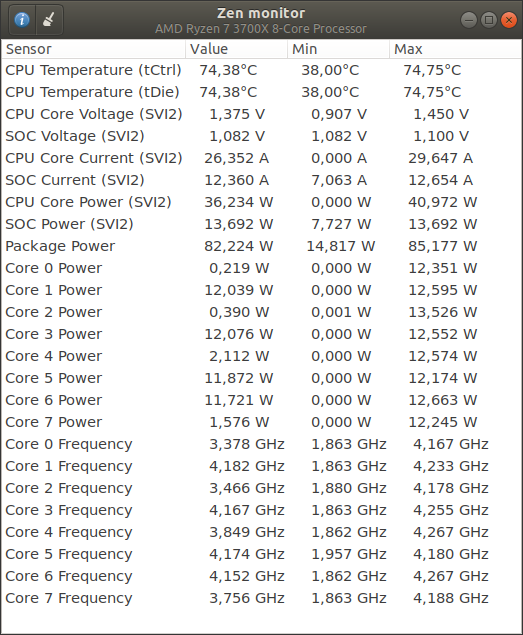 Zen monitor
AMD Ryzen 7 3700X 8-Core Processor
Sensor Value Min Max
CPU Temperature (tCtrl) 74,38°C 38,00°C 74,75°C
CPU Temperature (tDie) 74,38°C 38,00°C 74,75°C
CPU Core Voltage (SVI2) 1,375 V 0,907 V 1,450 V
SOC Voltage (SVI2) 1,082 V 1,082 V 1,100 V
CPU Core Current (SVI2) 26,352 A 0,000 A 29,647 A
SOC Current (SVI2) 12,360 A 7,063 A 12,654 A
CPU Core Power (SVI2) 36,234 W 0,000 W 40,972 W
SOC Power (SVI2) 13,692 W 7,727 W 13,692 W
Package Power 82,224 W 14,817 W 85,177 W
Core 0 Power 0,219 W 0,000 W 12,351 W
Core 1 Power 12,039 W 0,000 W 12,595 W
Core 2 Power 0,390 W 0,001 W 13,526 W
Core 3 Power 12,076 W 0,000 W 12,552 W
Core 4 Power 2,112 W 0,000 W 12,574 W
Core 5 Power 11,872 W 0,000 W 12,174 W
Core 6 Power 11,721 W 0,000 W 12,663 W
Core 7 Power 1,576 W 0,000 W 12,245 W
Core 0 Frequency 3,378 GHz 1,863 GHz 4,167 GHz
Core 1 Frequency 4,182 GHz 1,863 GHz 4,233 GHz
Core 2 Frequency 3,466 GHz 1,880 GHz 4,178 GHz
Core 3 Frequency 4,167 GHz 1,863 GHz 4,255 GHz
Core 4 Frequency 3,849 GHz 1,862 GHz 4,267 GHz
Core 5 Frequency 4,174 GHz 1,957 GHz 4,180 GHz
Core 6 Frequency 4,152 GHz 1,862 GHz 4,267 GHz
Core 7 Frequency 3,756 GHz 1,863 GHz 4,188 GHz